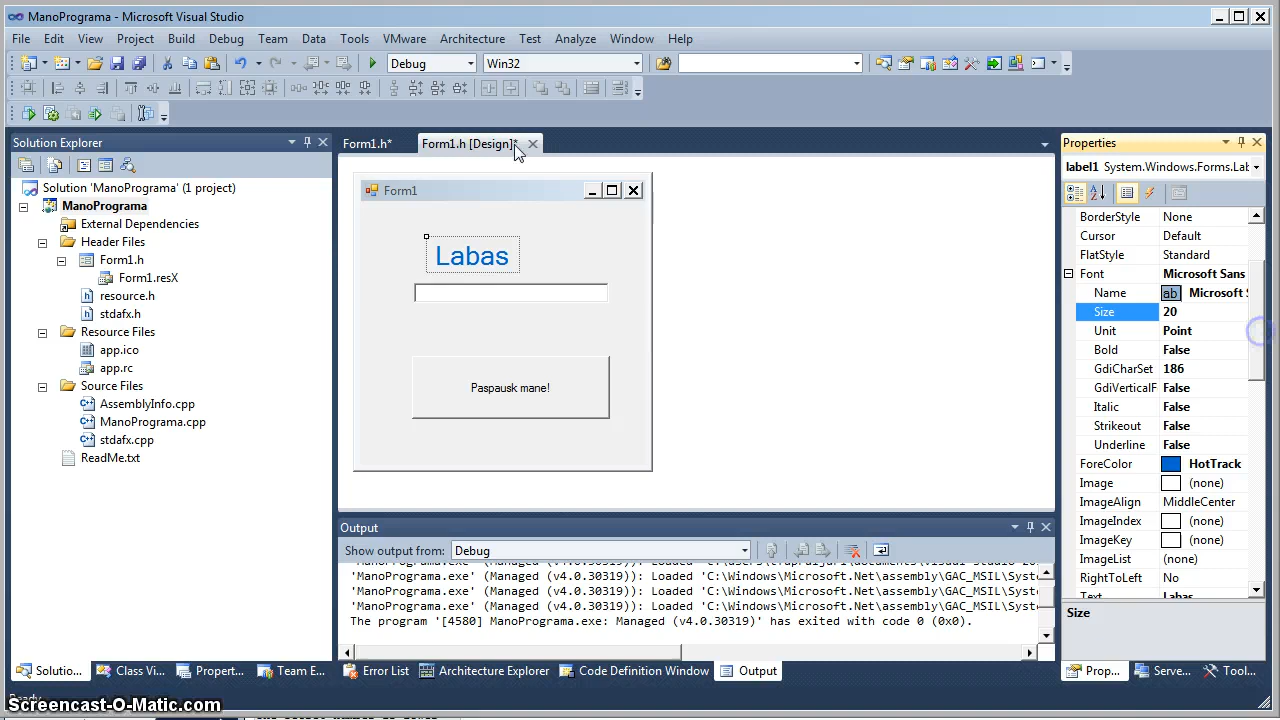 ManoPrograma - Microsoft Visual Studio
File Edit View Project Build Debug Team Data Tools VMware Architecture Test Analyze Window Help
Debug Win32
Solution Explorer
Solution 'ManoPrograma' (1 project)
ManoPrograma
External Dependencies
Header Files
Form1.h
Form1.resX
resource.h
stdafx.h
Resource Files
app.ico
app.rc
Source Files
AssemblyInfo.cpp
ManoPrograma.cpp
stdafx.cpp
ReadMe.txt
Solutio... Class Vi... Propert... Team E...
Form1.h* Form1.h [Design]*
Form1
Labas
Paspausk mane!
Output
Show output from: Debug
'ManoPrograma.exe' (Managed (v4.0.30319)): Loaded 'C:\Windows\Microsoft.Net\assembly\GAC_MSIL\Syste
'ManoPrograma.exe' (Managed (v4.0.30319)): Loaded 'C:\Windows\Microsoft.Net\assembly\GAC_MSIL\Syste
'ManoPrograma.exe' (Managed (v4.0.30319)): Loaded 'C:\Windows\Microsoft.Net\assembly\GAC_MSIL\Syste
The program '[4580] ManoPrograma.exe: Managed (v4.0.30319)' has exited with code 0 (0x0).
Error List Architecture Explorer Code Definition Window Output
Properties
label1 System.Windows.Forms.Lab
BorderStyle None
Cursor Default
FlatStyle Standard
Font Microsoft Sans
Name ab Microsoft S
Size 20
Unit Point
Bold False
GdiCharSet 186
GdiVerticalF False
Italic False
Strikeout False
Underline False
ForeColor HotTrack
Image (none)
ImageAlign MiddleCenter
ImageIndex (none)
ImageKey (none)
ImageList (none)
RightToLeft No
Text Labas
Size
Prop... Serve... Tool...
Screencast-O-Matic.com